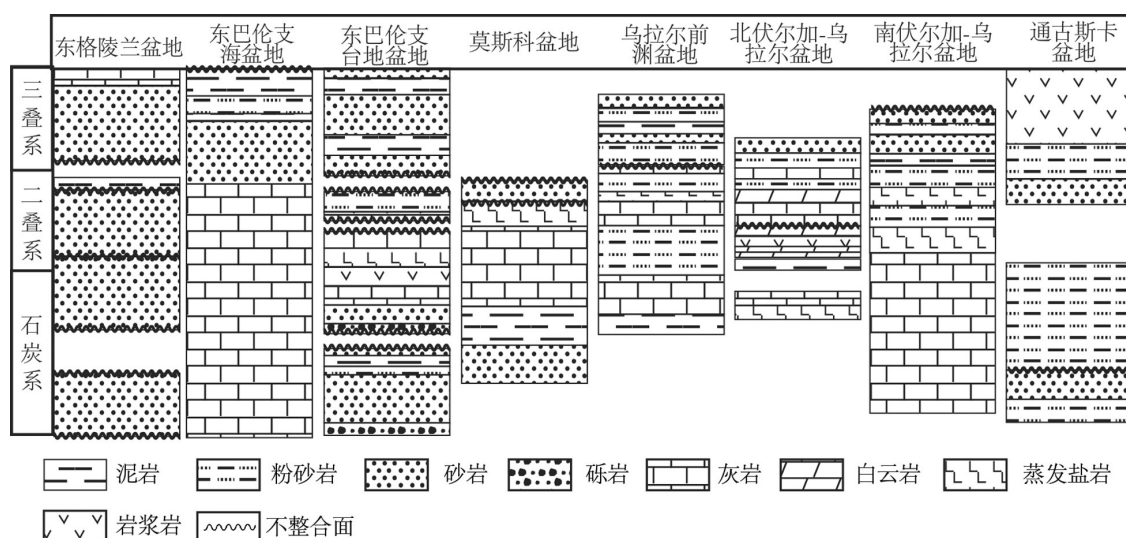 东格陵兰盆地
东巴伦支
海盆地
东巴伦支
台地盆地
莫斯科盆地
乌拉尔前
渊盆地
北伏尔加-乌
拉尔盆地
南伏尔加-乌
拉尔盆地
通古斯卡
盆地
三叠系
二叠系
石炭系
泥岩
粉砂岩
砂岩
砾岩
灰岩
白云岩
蒸发盐岩
岩浆岩
不整合面